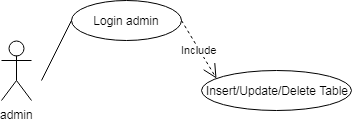 Login admin
Include
Insert/Update/Delete Table
admin